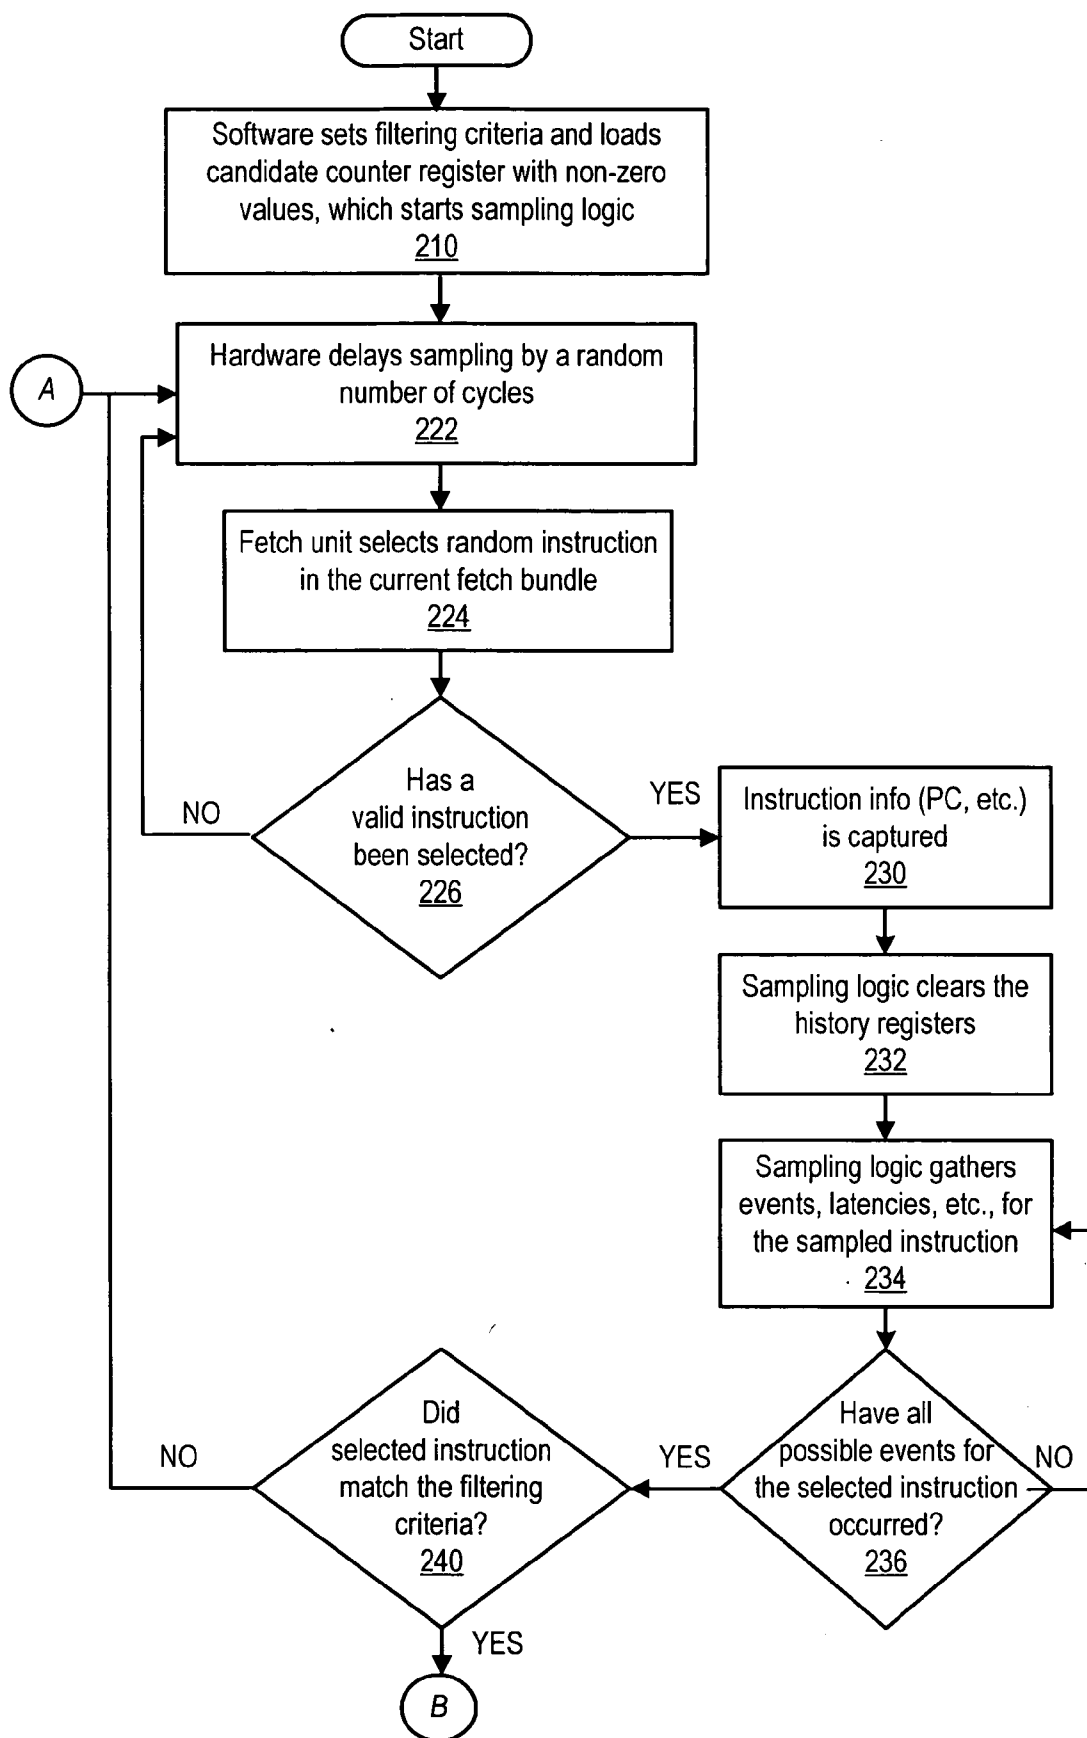 Start
Software sets filtering criteria and loads
candidate counter register with non-zero
values, which starts sampling logic
210
A
Hardware delays sampling by a random
number of cycles
222
Fetch unit selects random instruction
in the current fetch bundle
224
Has a
valid instruction
been selected?
226
NO
YES
Instruction info (PC, etc.)
is captured
230
Sampling logic clears the
history registers
232
Sampling logic gathers
events, latencies, etc., for
the sampled instruction
234
Have all
possible events for
the selected instruction
occurred?
236
NO
YES
Did
selected instruction
match the filtering
criteria?
240
NO
YES
B